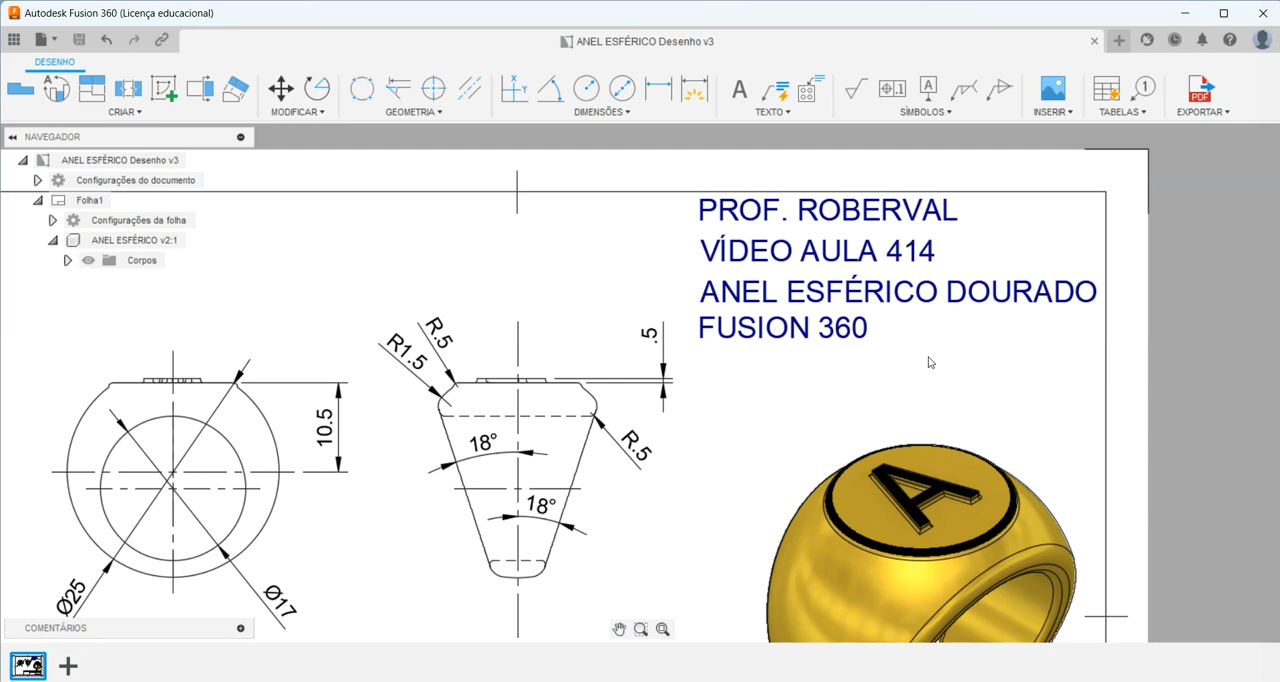 Autodesk Fusion 360 (Licença educacional)
ANEL ESFÉRICO Desenho v3
DESENHO
CRIAR
MODIFICAR
GEOMETRIA
DIMENSÕES
TEXTO
SÍMBOLOS
INSERIR
TABELAS
PDF
EXPORTAR
NAVEGADOR
ANEL ESFÉRICO Desenho v3
Configurações do documento
Folha1
Configurações da folha
ANEL ESFÉRICO v2:1
Corpos
PROF. ROBERVAL
VÍDEO AULA 414
ANEL ESFÉRICO DOURADO
FUSION 360
R.5
R1.5
.5
10.5
18°
R.5
18°
Ø25
Ø17
A
COMENTÁRIOS